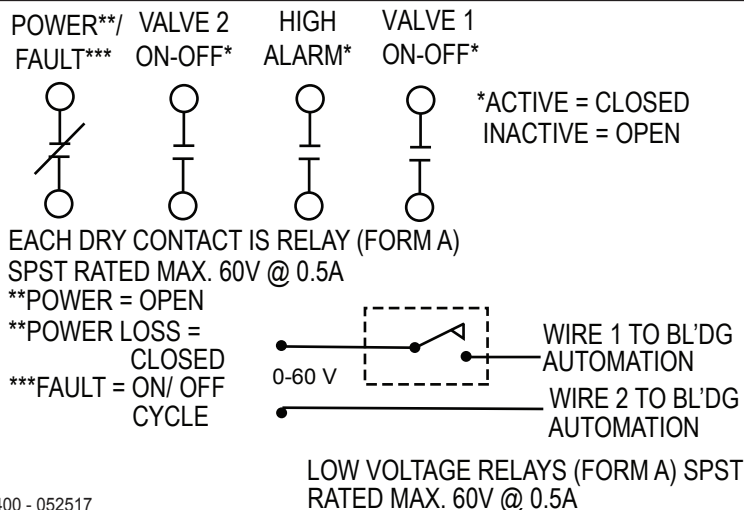 POWER**/ VALVE 2 HIGH VALVE 1
FAULT*** ON-OFF* ALARM* ON-OFF*
*ACTIVE = CLOSED
INACTIVE = OPEN
EACH DRY CONTACT IS RELAY (FORM A)
SPST RATED MAX. 60V @ 0.5A
**POWER = OPEN
**POWER LOSS =
CLOSED
***FAULT = ON/ OFF
CYCLE
0-60 V
WIRE 1 TO BL'DG
AUTOMATION
WIRE 2 TO BL'DG
AUTOMATION
LOW VOLTAGE RELAYS (FORM A) SPST
RATED MAX. 60V @ 0.5A
400 - 052517